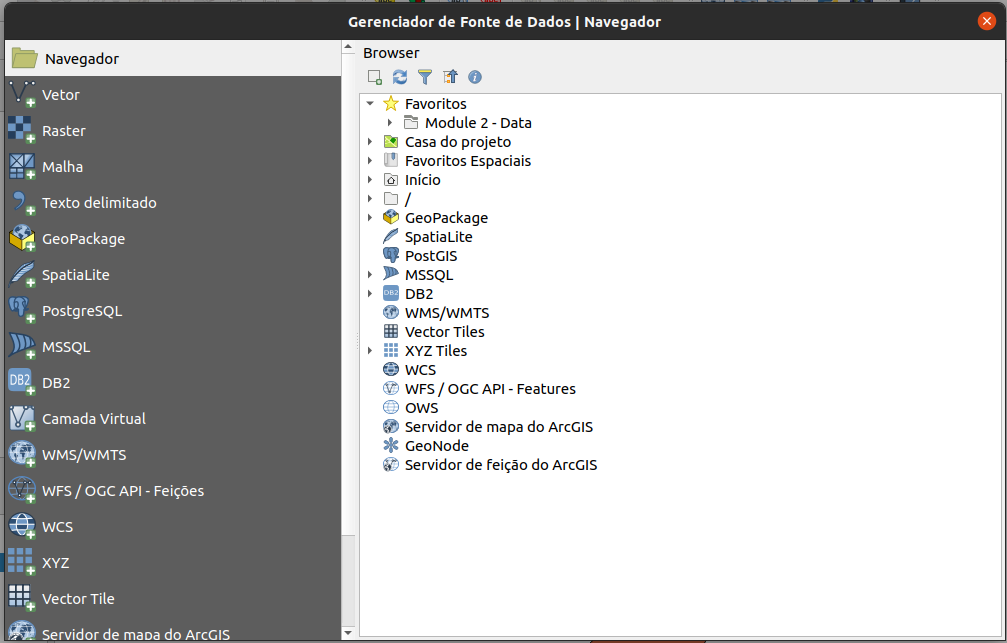 Gerenciador de Fonte de Dados | Navegador
Navegador
Vetor
Raster
Malha
Texto delimitado
GeoPackage
SpatiaLite
PostgreSQL
MSSQL
DB2
DB2
Camada Virtual
WMS/WMTS
WFS / OGC API - Feições
WCS
XYZ
Vector Tile
Servidor de mapa do ArcGIS
Browser
Favoritos
Module 2 - Data
Casa do projeto
Favoritos Espaciais
Início
/
GeoPackage
SpatiaLite
PostGIS
MSSQL
DB2 DB2
WMS/WMTS
Vector Tiles
XYZ Tiles
WCS
WFS / OGC API - Features
OWS
Servidor de mapa do ArcGIS
GeoNode
Servidor de feição do ArcGIS